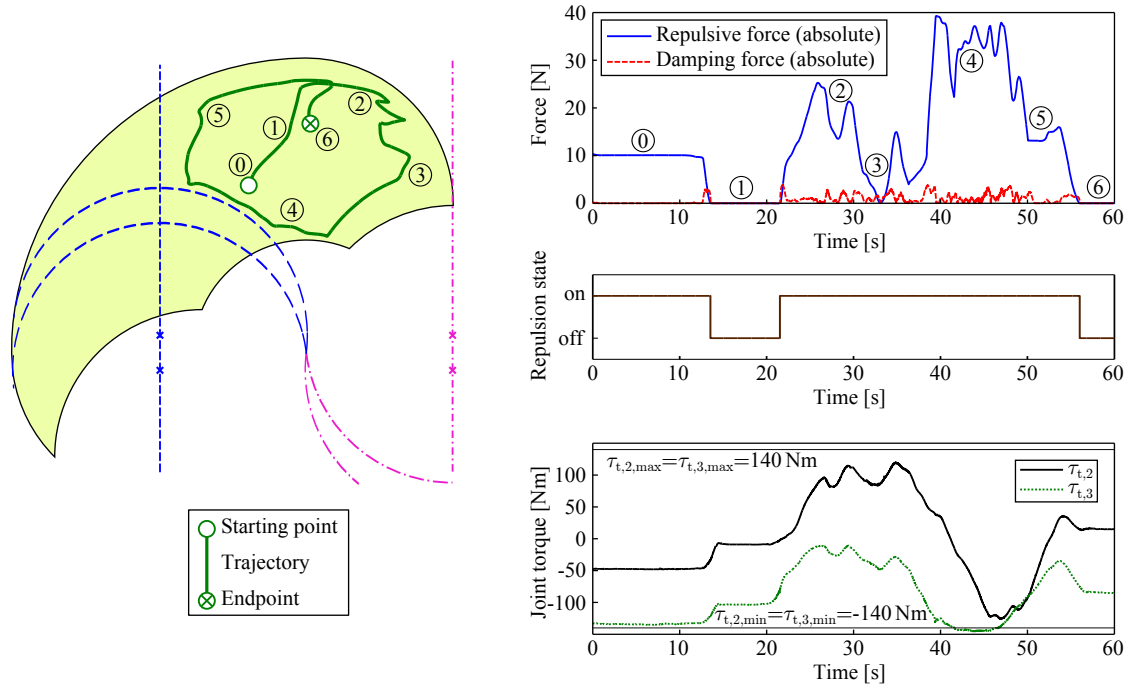 ⑤
②
①
⑥
⓪
③
④
Starting point
Trajectory
Endpoint
Force [N]
40
30
20
10
0
Repulsive force (absolute)
Damping force (absolute)
⓪
①
②
③
④
⑤
⑥
0 10 20 30 40 50 60
Time [s]
Repulsion state
on
off
0 10 20 30 40 50 60
Time [s]
Joint torque [Nm]
100
50
0
-50
-100
τt,2,max=τt,3,max=140 Nm
τt,2
τt,3
τt,2,min=τt,3,min=-140 Nm
0 10 20 30 40 50 60
Time [s]